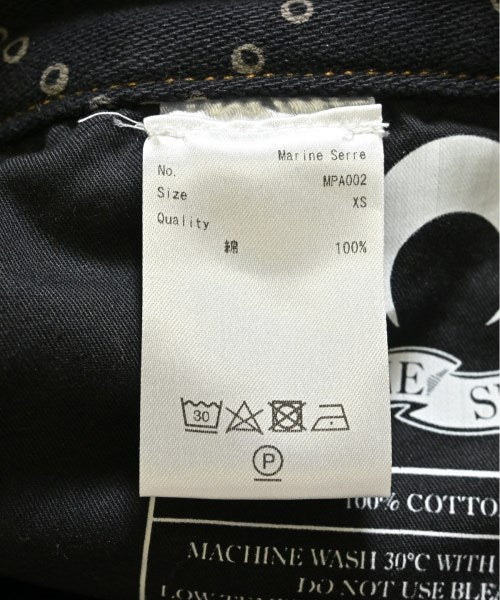 Marine Serre
No. MPA002
Size XS
Quality
綿 100%
30
P
100% COTTO
MACHINE WASH 30°C WITH
DO NOT USE BLE